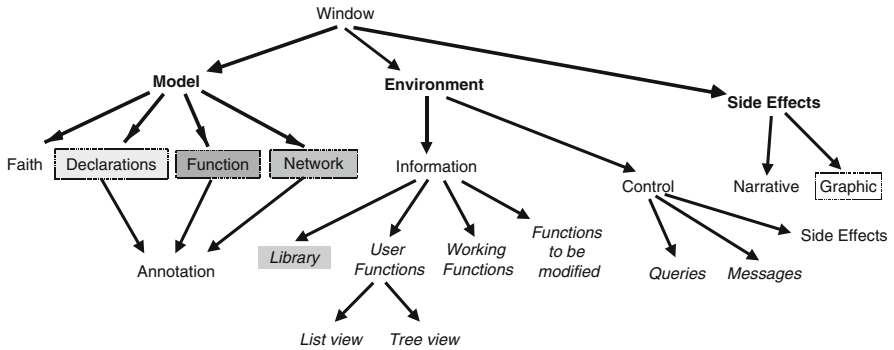 Window
Model
Environment
Side Effects
Faith
Declarations
Function
Network
Information
Control
Narrative
Graphic
Annotation
Library
User
Functions
Working
Functions
Functions
to be
modified
Side Effects
Queries
Messages
List view
Tree view